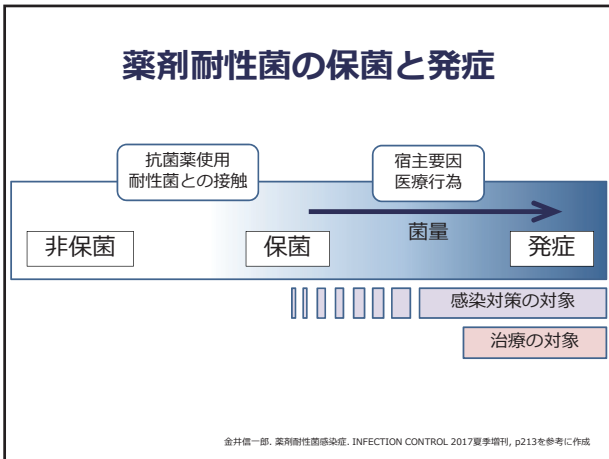 薬剤耐性菌の保菌と発症
抗菌薬使用
耐性菌との接触
宿主要因
医療行為
菌量
非保菌
保菌
発症
感染対策の対象
治療の対象
金井信一郎. 薬剤耐性菌感染症. INFECTION CONTROL 2017夏季増刊, p213を参考に作成